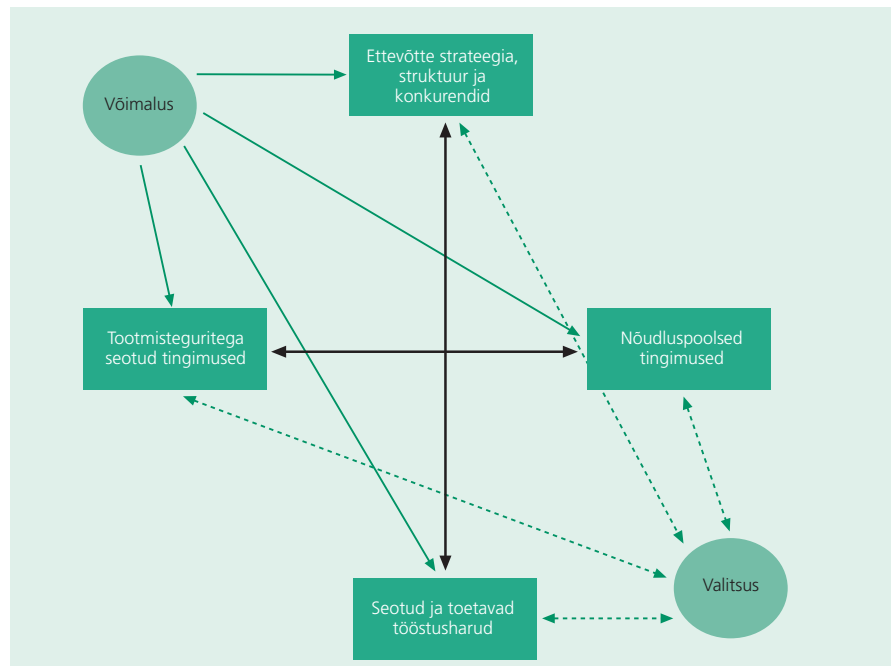 Ettevõtte strateegia,
struktuur ja
konkurendid
Võimalus
Tootmisteguritega
seotud tingimused
Nõudluspoolsed
tingimused
Seotud ja toetavad
tööstusharud
Valitsus